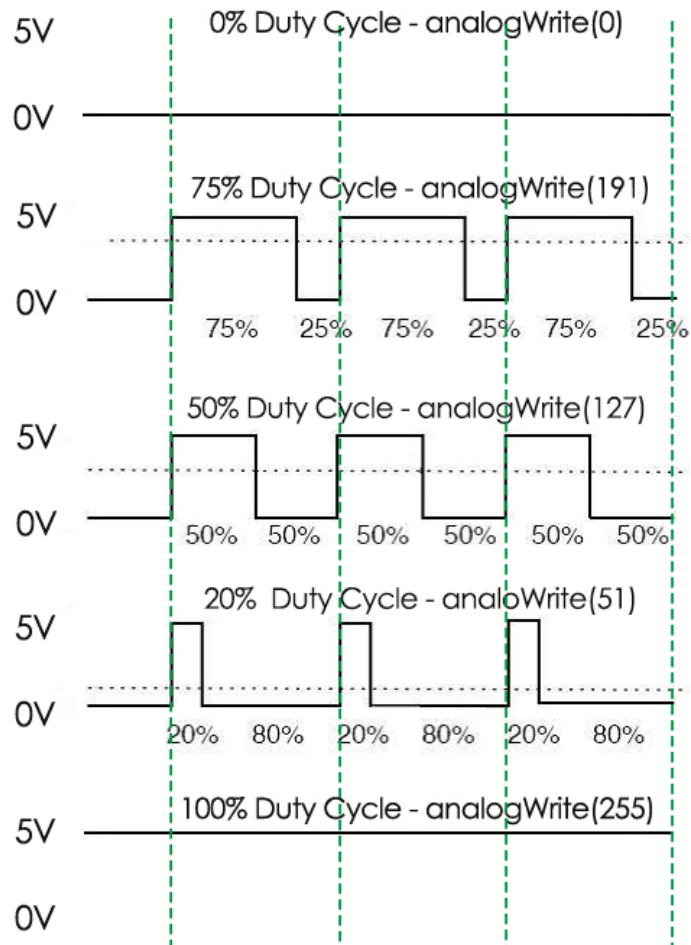 0% Duty Cycle - analogWrite(0)
5V
0V
75% Duty Cycle - analogWrite(191)
5V
0V
75% 25% 75% 25% 75% 25%
50% Duty Cycle - analogWrite(127)
5V
0V
50% 50% 50% 50% 50% 50%
20% Duty Cycle - analoWrite(51)
5V
0V
20% 80% 20% 80% 20% 80%
100% Duty Cycle - analogWrite(255)
5V
0V